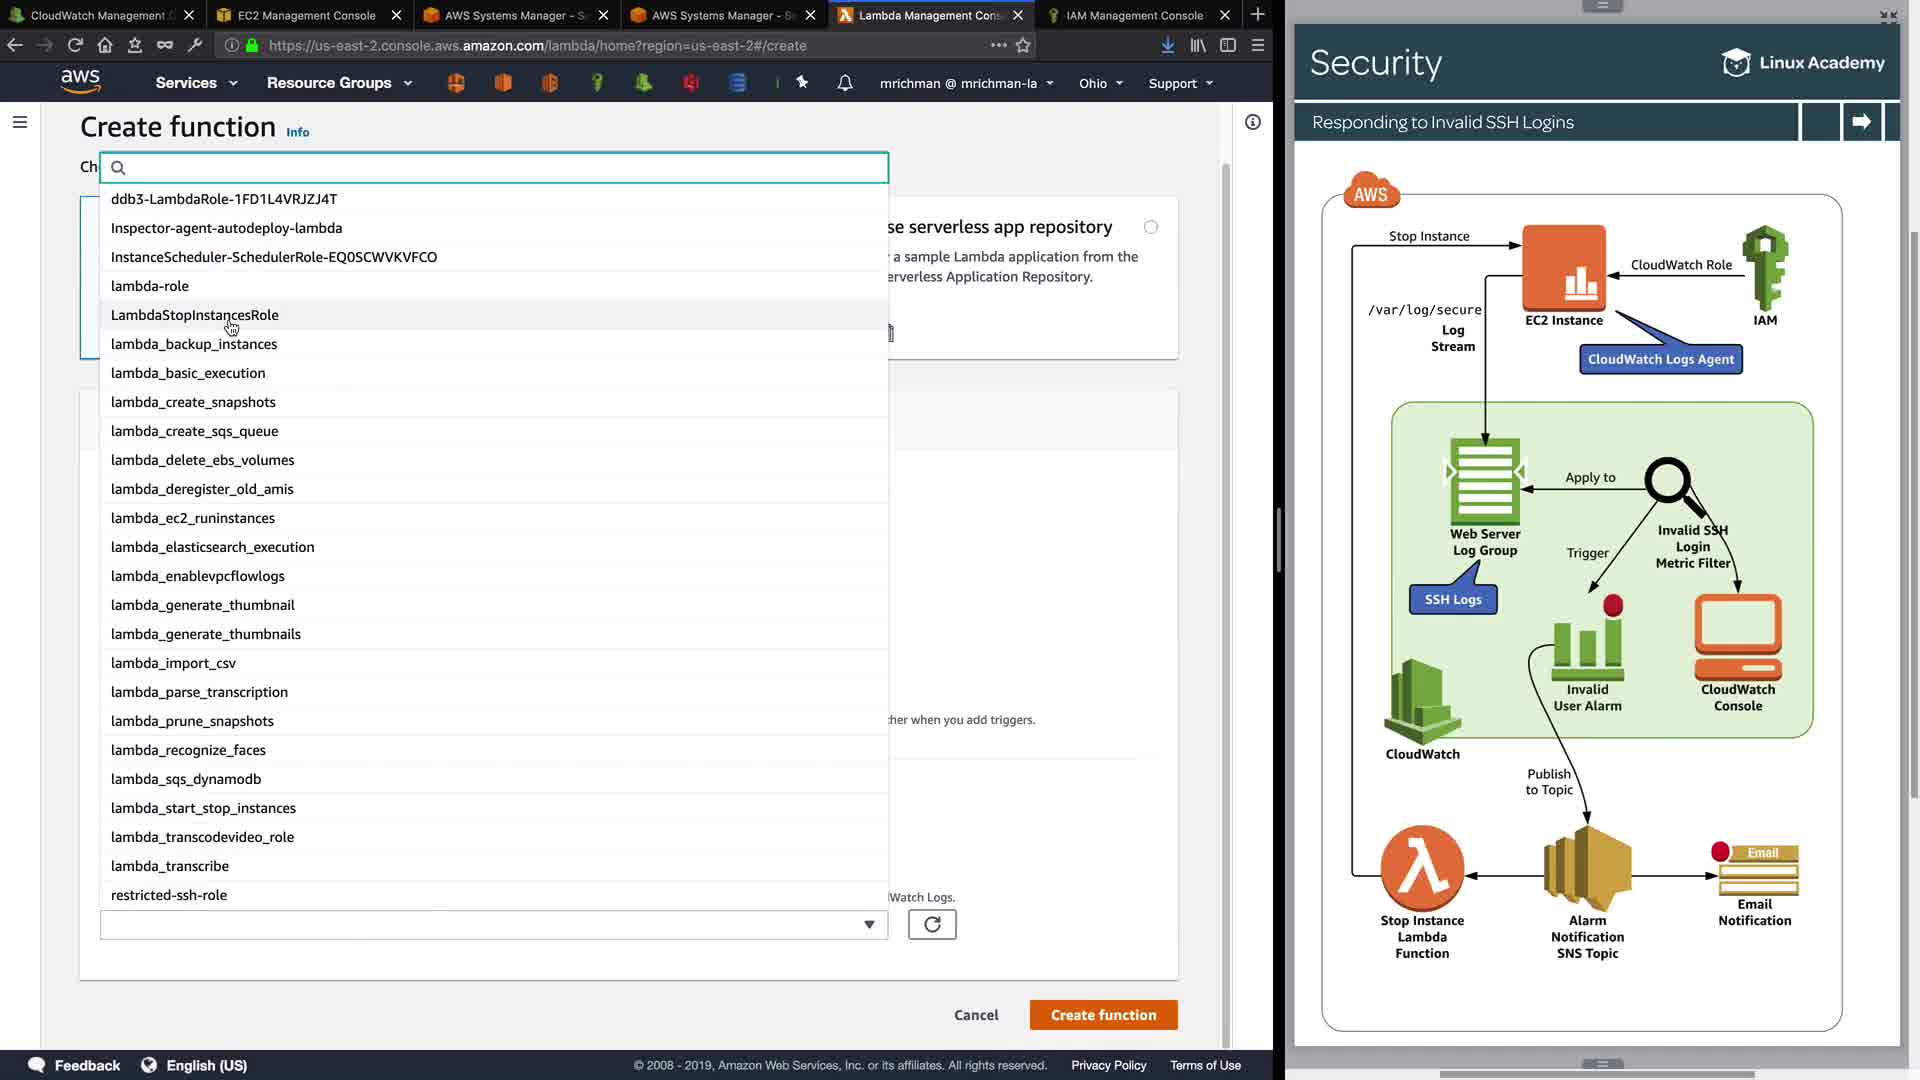 CloudWatch Management C
EC2 Management Console
AWS Systems Manager - S
AWS Systems Manager - Se
Lambda Management Cons
IAM Management Console
https://us-east-2.console.aws.amazon.com/lambda/home?region=us-east-2#/create
aws
Services
Resource Groups
mrichman @ mrichman-la
Ohio
Support
Create function
Info
Ch
ddb3-LambdaRole-1FD1L4VRJZJ4T
Inspector-agent-autodeploy-lambda
InstanceScheduler-SchedulerRole-EQ0SCWVKVFCO
lambda-role
LambdaStopInstancesRole
lambda_backup_instances
lambda_basic_execution
lambda_create_snapshots
lambda_create_sqs_queue
lambda_delete_ebs_volumes
lambda_deregister_old_amis
lambda_ec2_runinstances
lambda_elasticsearch_execution
lambda_enablevpcflowlogs
lambda_generate_thumbnail
lambda_generate_thumbnails
lambda_import_csv
lambda_parse_transcription
lambda_prune_snapshots
lambda_recognize_faces
lambda_sqs_dynamodb
lambda_start_stop_instances
lambda_transcodevideo_role
lambda_transcribe
restricted-ssh-role
se serverless app repository
a sample Lambda application from the
erverless Application Repository.
her when you add triggers.
Watch Logs.
Cancel
Create function
Feedback
English (US)
© 2008 - 2019, Amazon Web Services, Inc. or its affiliates. All rights reserved.
Privacy Policy
Terms of Use
Security
Linux Academy
Responding to Invalid SSH Logins
AWS
Stop Instance
CloudWatch Role
/var/log/secure
Log
Stream
EC2 Instance
IAM
CloudWatch Logs Agent
Apply to
Web Server
Log Group
Invalid SSH
Login
Metric Filter
Trigger
SSH Logs
Invalid
User Alarm
CloudWatch
Console
CloudWatch
Publish
to Topic
Email
Stop Instance
Lambda
Function
Alarm
Notification
SNS Topic
Email
Notification